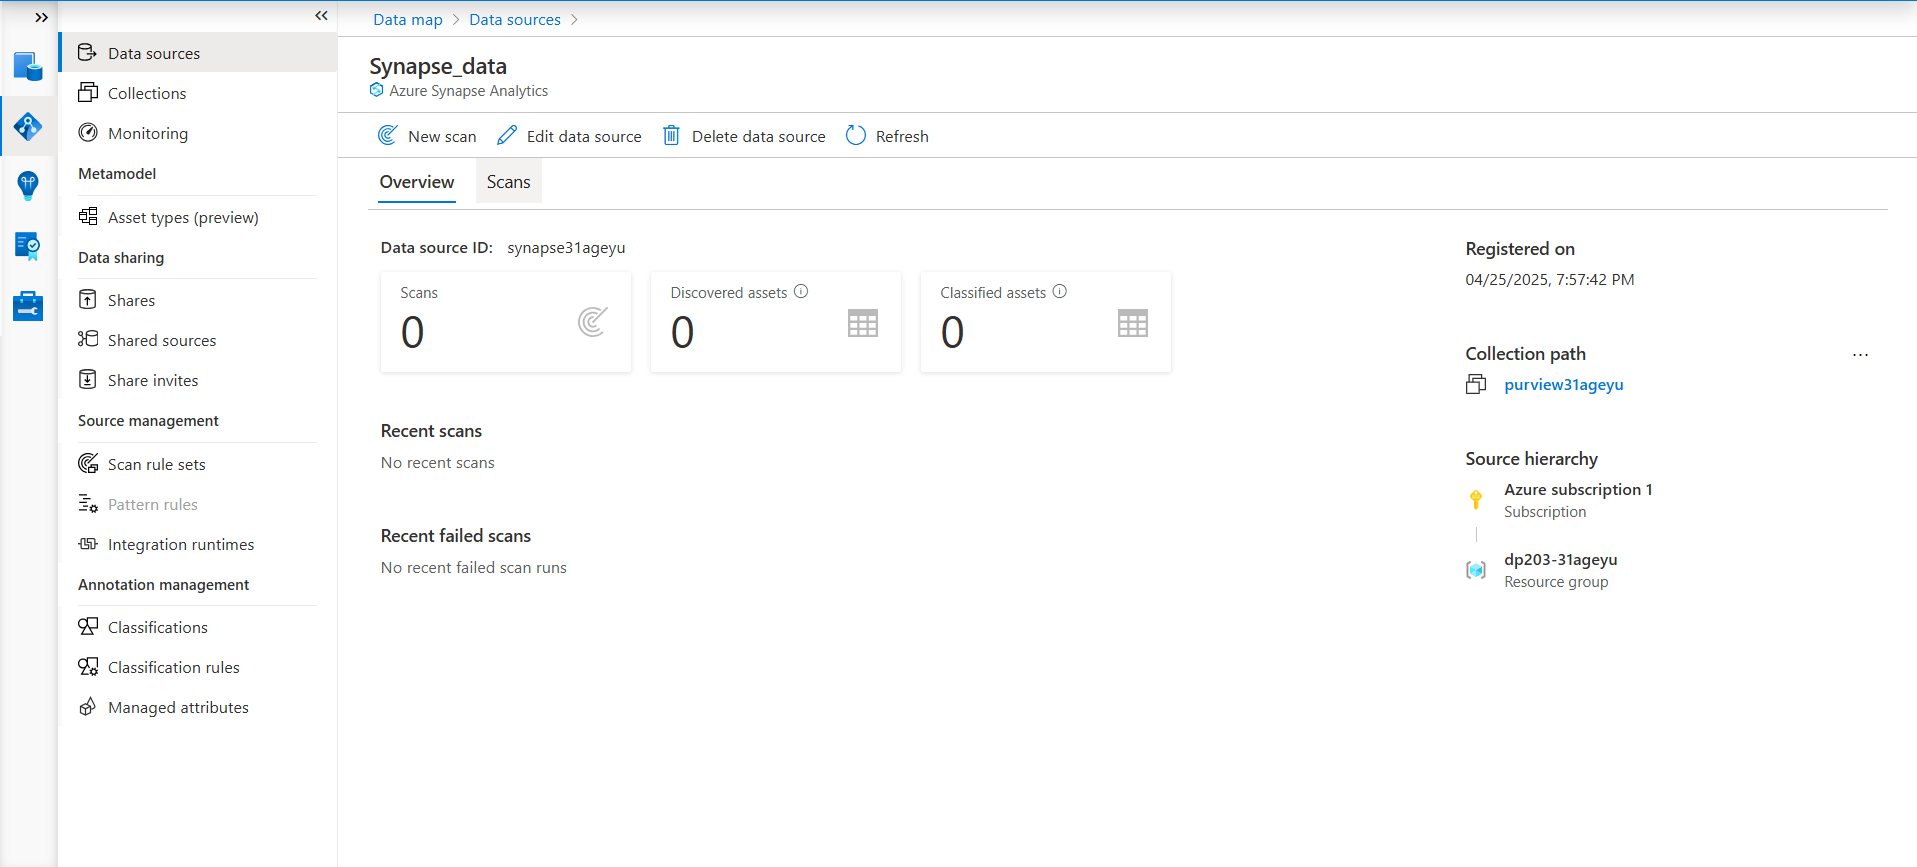 Data sources
Collections
Monitoring
Metamodel
Asset types (preview)
Data sharing
Shares
Shared sources
Share invites
Source management
Scan rule sets
Pattern rules
Integration runtimes
Annotation management
Classifications
Classification rules
Managed attributes
Data map > Data sources >
Synapse_data
Azure Synapse Analytics
New scan Edit data source Delete data source Refresh
Overview Scans
Data source ID: synapse31ageyu
Scans
0
Discovered assets
0
Classified assets
0
Recent scans
No recent scans
Recent failed scans
No recent failed scan runs
Registered on
04/25/2025, 7:57:42 PM
Collection path
purview31ageyu
Source hierarchy
Azure subscription 1
Subscription
dp203-31ageyu
Resource group